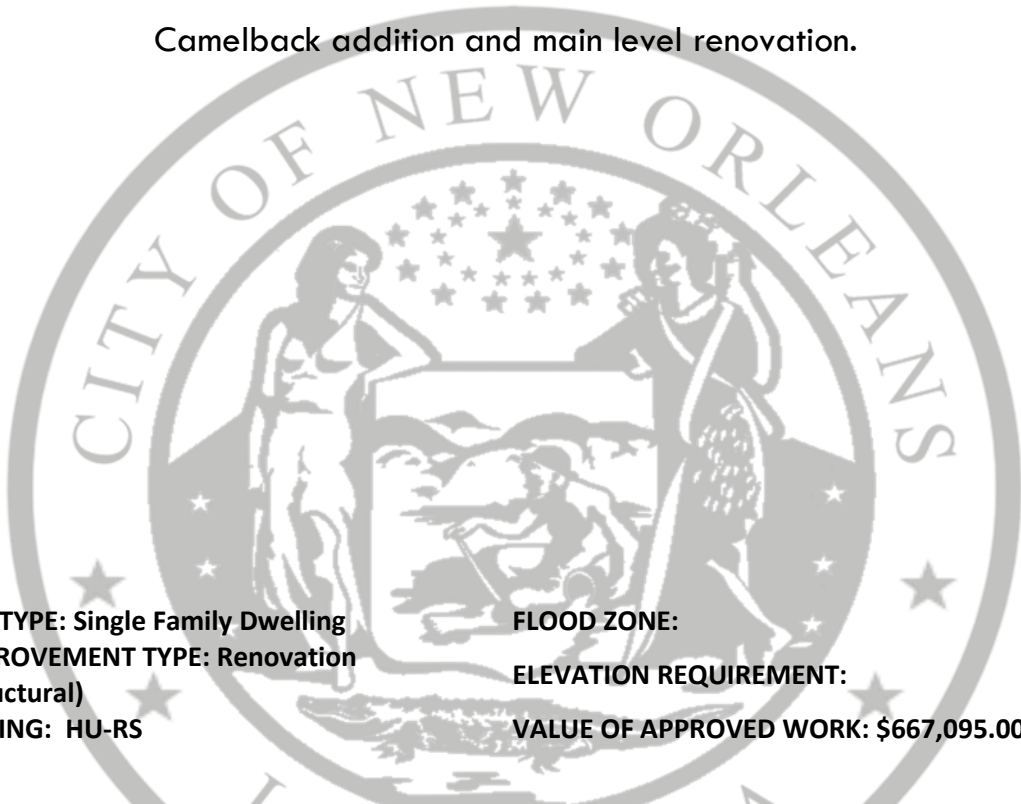 Camelback addition and main level renovation.
CITY OF NEW ORLEANS
TYPE: Single Family Dwelling
ROVEMENT TYPE: Renovation
uctural)
ING: HU-RS
FLOOD ZONE:
ELEVATION REQUIREMENT:
VALUE OF APPROVED WORK: $667,095.00